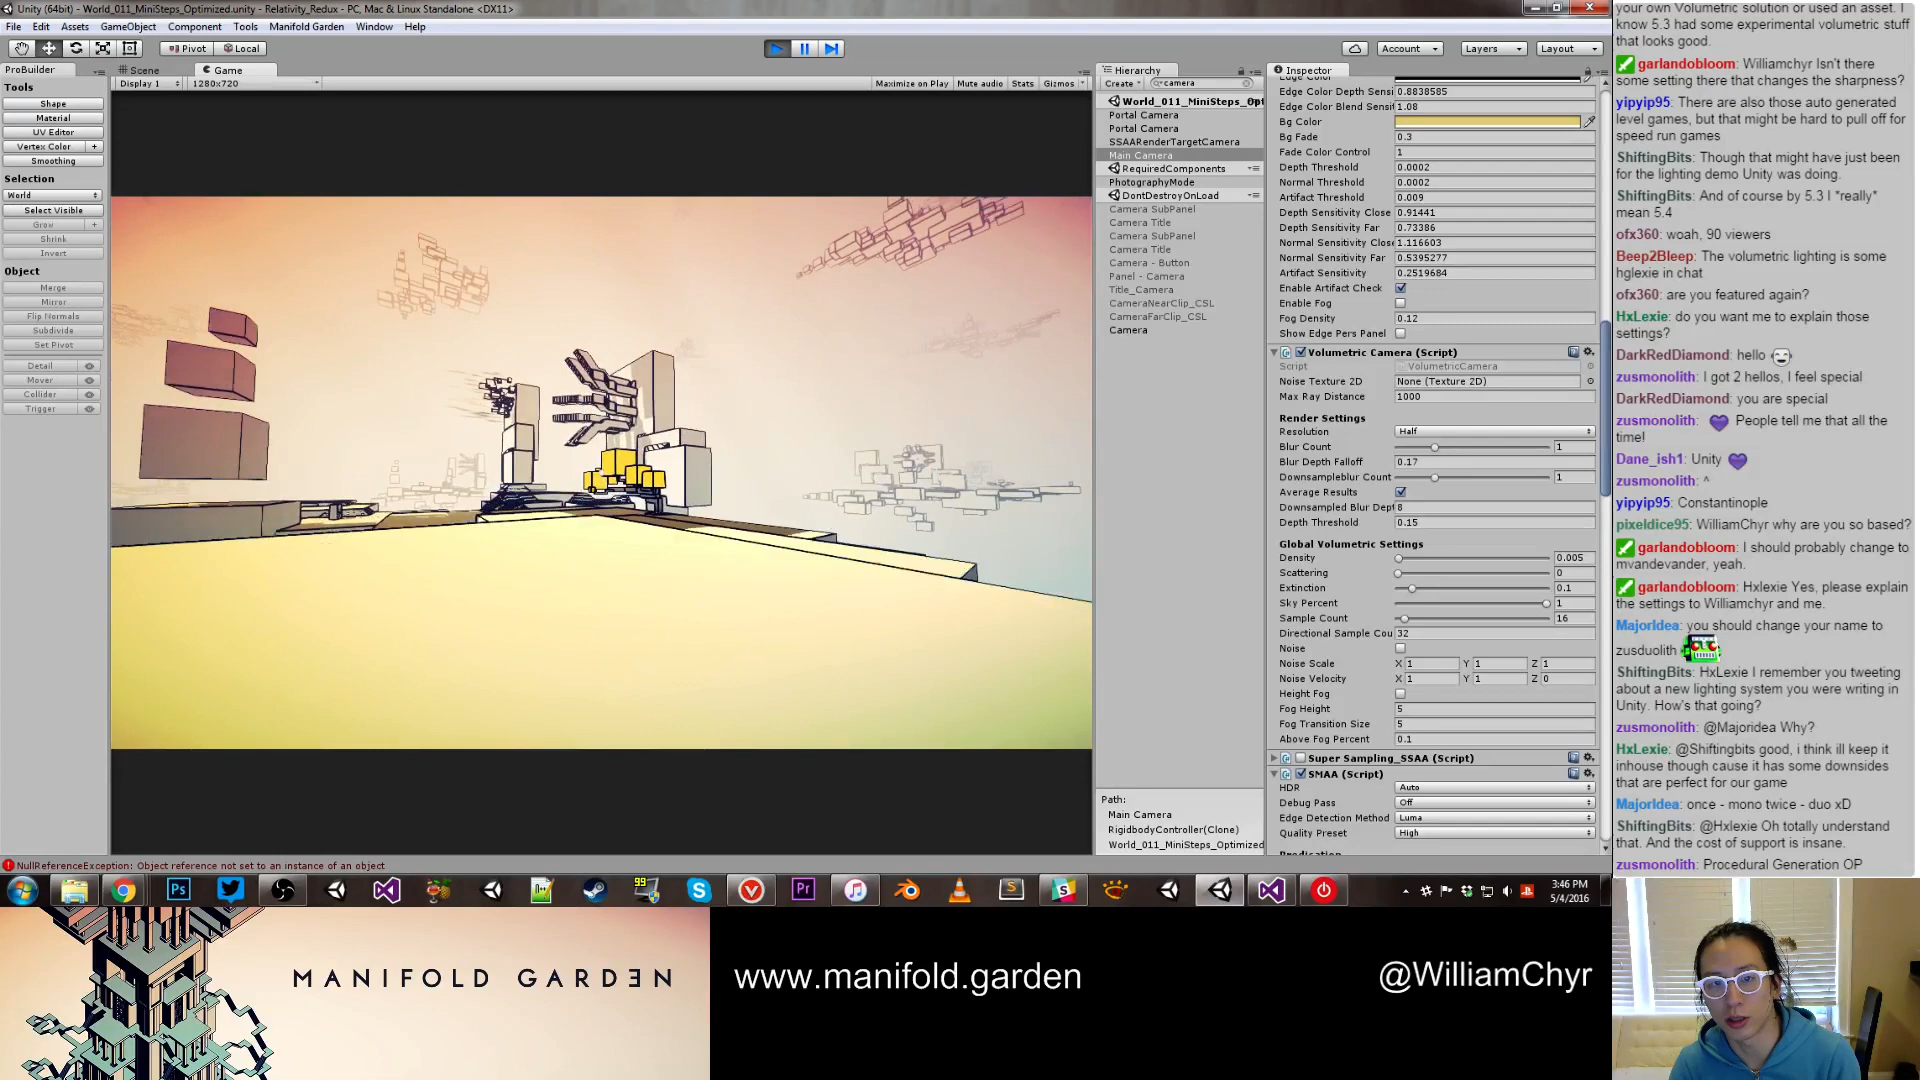 Unity (64bit) - World_011_MiniSteps_Optimized.unity - Relativity_Redux - PC, Mac & Linux Standalone <DX11>
File Edit Assets GameObject Component Tools Manifold Garden Window Help
Pivot Local Account Layers Layout
ProBuilder
Tools
Shape
Material
UV Editor
Vertex Color +
Smoothing
Selection
World
Select Visible
Grow +
Shrink
Invert
Object
Merge
Mirror
Flip Normals
Subdivide
Set Pivot
Detail
Mover
Collider
Trigger
Scene Game
Display 1 1280x720 Maximize on Play Mute audio Stats Gizmos
Hierarchy
Create camera
World_011_MiniSteps_Opt
Portal Camera
Portal Camera
SSAARenderTargetCamera
Main Camera
RequiredComponents
PhotographyMode
DontDestroyOnLoad
Camera SubPanel
Camera Title
Camera SubPanel
Camera Title
Camera - Button
Panel - Camera
Title_Camera
CameraNearClip_CSL
CameraFarClip_CSL
Camera
Path:
Main Camera
RigidbodyController(Clone)
World_011_MiniSteps_Optimized
Inspector
Edge Color Depth Sensi 0.8838585
Edge Color Blend Sensit 1.08
Bg Color
Bg Fade 0.3
Fade Color Control 1
Depth Threshold 0.0002
Normal Threshold 0.0002
Artifact Threshold 0.009
Depth Sensitivity Close 0.91441
Depth Sensitivity Far 0.73386
Normal Sensitivity Close 1.116603
Normal Sensitivity Far 0.5395277
Artifact Sensitivity 0.2519684
Enable Artifact Check
Enable Fog
Fog Density 0.12
Show Edge Pers Panel
Volumetric Camera (Script)
Script VolumetricCamera
Noise Texture 2D None (Texture 2D)
Max Ray Distance 1000
Render Settings
Resolution Half
Blur Count 1
Blur Depth Falloff 0.17
Downsampleblur Count 1
Average Results
Downsampled Blur Dept 8
Depth Threshold 0.15
Global Volumetric Settings
Density 0.005
Scattering 0
Extinction 0.1
Sky Percent 1
Sample Count 16
Directional Sample Cou 32
Noise
Noise Scale X 1 Y 1 Z 1
Noise Velocity X 1 Y 1 Z 0
Height Fog
Fog Height 5
Fog Transition Size 5
Above Fog Percent 0.1
Super Sampling_SSAA (Script)
SMAA (Script)
HDR Auto
Debug Pass Off
Edge Detection Method Luma
Quality Preset High
NullReferenceException: Object reference not set to an instance of an object
3:46 PM
5/4/2016
your own Volumetric solution or used an asset. I
know 5.3 had some experimental volumetric stuff
that looks good.
garlandobloom: Williamchyr Isn't there
some setting there that changes the sharpness?
yipyip95: There are also those auto generated
level games, but that might be hard to pull off for
speed run games
ShiftingBits: Though that might have just been
for the lighting demo Unity was doing.
ShiftingBits: And of course by 5.3 I *really*
mean 5.4
ofx360: woah, 90 viewers
Beep2Bleep: The volumetric lighting is some
hglexie in chat
ofx360: are you featured again?
HxLexie: do you want me to explain those
settings?
DarkRedDiamond: hello
zusmonolith: I got 2 hellos, I feel special
DarkRedDiamond: you are special
zusmonolith: People tell me that all the
time!
Dane_ish1: Unity
zusmonolith: ^
yipyip95: Constantinople
pixeldice95: WilliamChyr why are you so based?
garlandobloom: I should probably change to
mvandevander, yeah.
garlandobloom: Hxlexie Yes, please explain
the settings to Williamchyr and me.
MajorIdea: you should change your name to
zusduolith
ShiftingBits: HxLexie I remember you tweeting
about a new lighting system you were writing in
Unity. How's that going?
zusmonolith: @Majoridea Why?
HxLexie: @Shiftingbits good, i think ill keep it
inhouse though cause it has some downsides
that are perfect for our game
MajorIdea: once - mono twice - duo xD
ShiftingBits: @Hxlexie Oh totally understand
that. And the cost of support is insane.
zusmonolith: Procedural Generation OP
MANIFOLD GARDEN
www.manifold.garden
@WilliamChyr